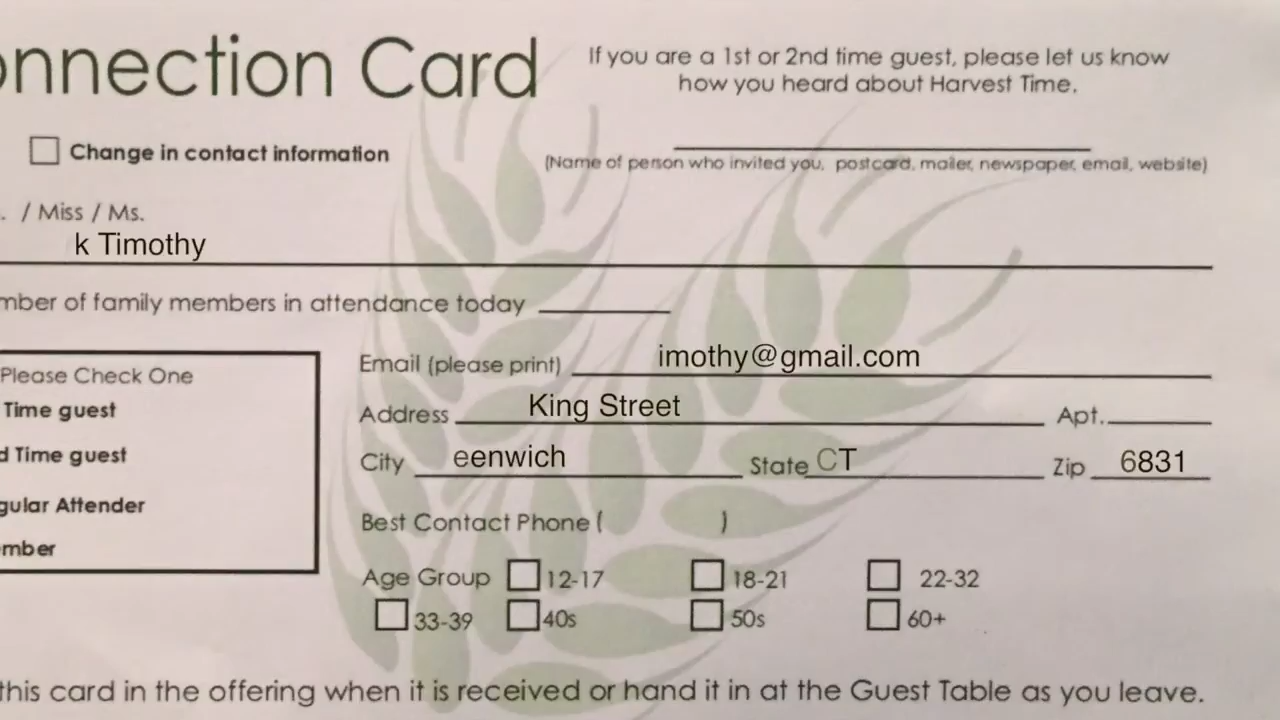 onnection Card
If you are a 1st or 2nd time guest, please let us know
how you heard about Harvest Time.
Change in contact information
(Name of person who invited you, postcard, mailer, newspaper, email, website)
. / Miss / Ms.
k Timothy
mber of family members in attendance today
Please Check One
Time guest
d Time guest
gular Attender
mber
Email (please print) imothy@gmail.com
Address King Street Apt.
City eenwich State CT Zip 6831
Best Contact Phone ( )
Age Group 12-17 18-21 22-32
33-39 40s 50s 60+
this card in the offering when it is received or hand it in at the Guest Table as you leave.